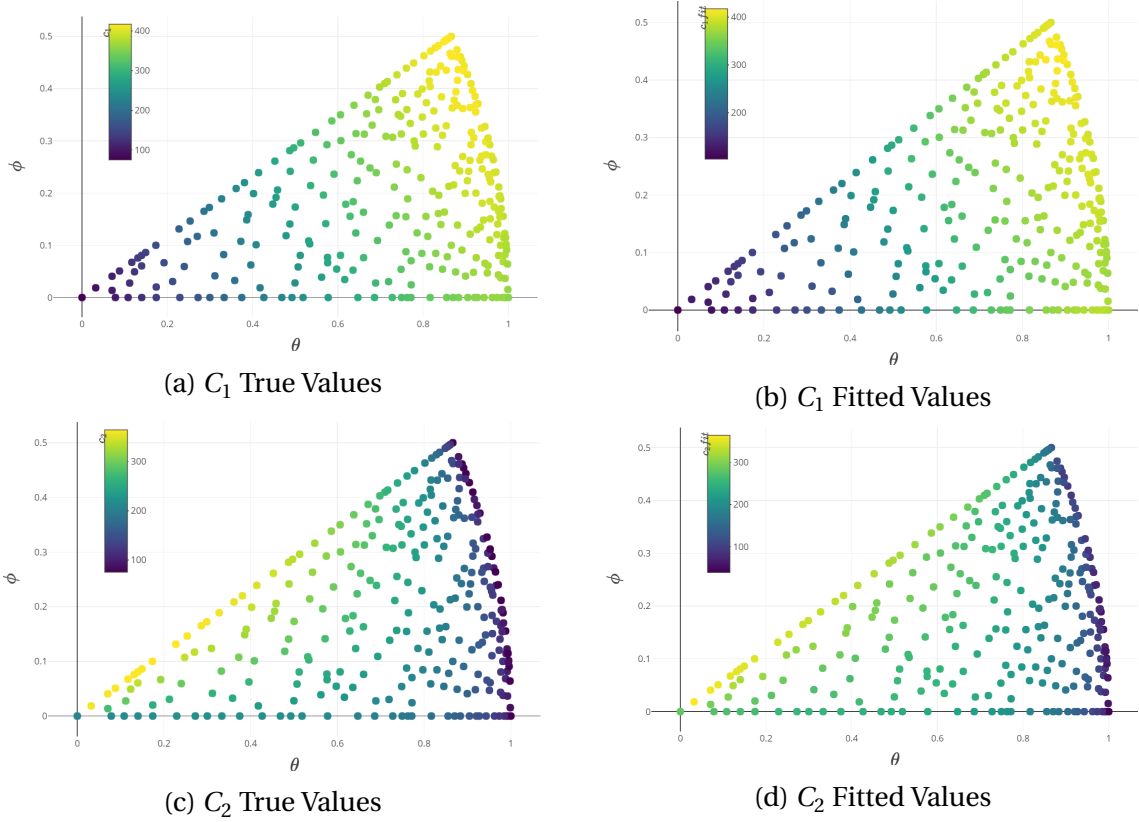 c₁
400
300
200
100
ϕ
0.5
0.4
0.3
0.2
0.1
0
0 0.2 0.4 0.6 0.8 1
θ
(a) C₁ True Values
c₁fit
400
300
200
100
ϕ
0.5
0.4
0.3
0.2
0.1
0
0 0.2 0.4 0.6 0.8 1
θ
(b) C₁ Fitted Values
c₂
300
200
100
ϕ
0.5
0.4
0.3
0.2
0.1
0
0 0.2 0.4 0.6 0.8 1
θ
(c) C₂ True Values
c₂fit
300
200
100
ϕ
0.5
0.4
0.3
0.2
0.1
0
0 0.2 0.4 0.6 0.8 1
θ
(d) C₂ Fitted Values